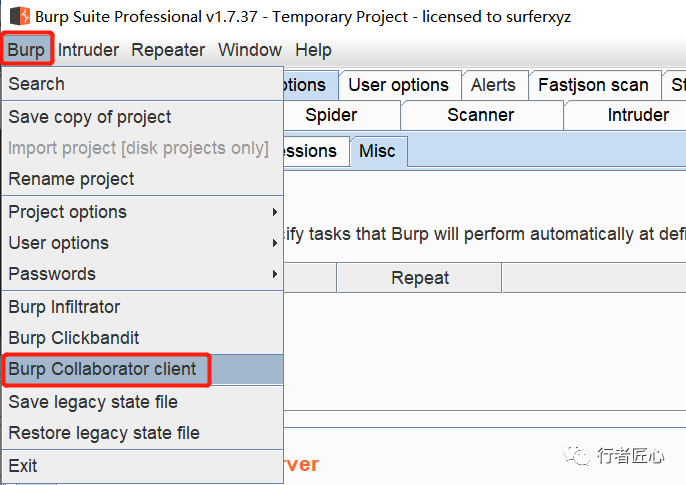 Burp Suite Professional v1.7.37 - Temporary Project - licensed to surferxyz
Burp Intruder Repeater Window Help
Search
Save copy of project
Import project [disk projects only]
Rename project
Project options
User options
Passwords
Burp Infiltrator
Burp Clickbandit
Burp Collaborator client
Save legacy state file
Restore legacy state file
Exit
tions User options Alerts Fastjson scan St
Spider Scanner Intruder
essions Misc
ify tasks that Burp will perform automatically at defi
Repeat
rver
行者匠心